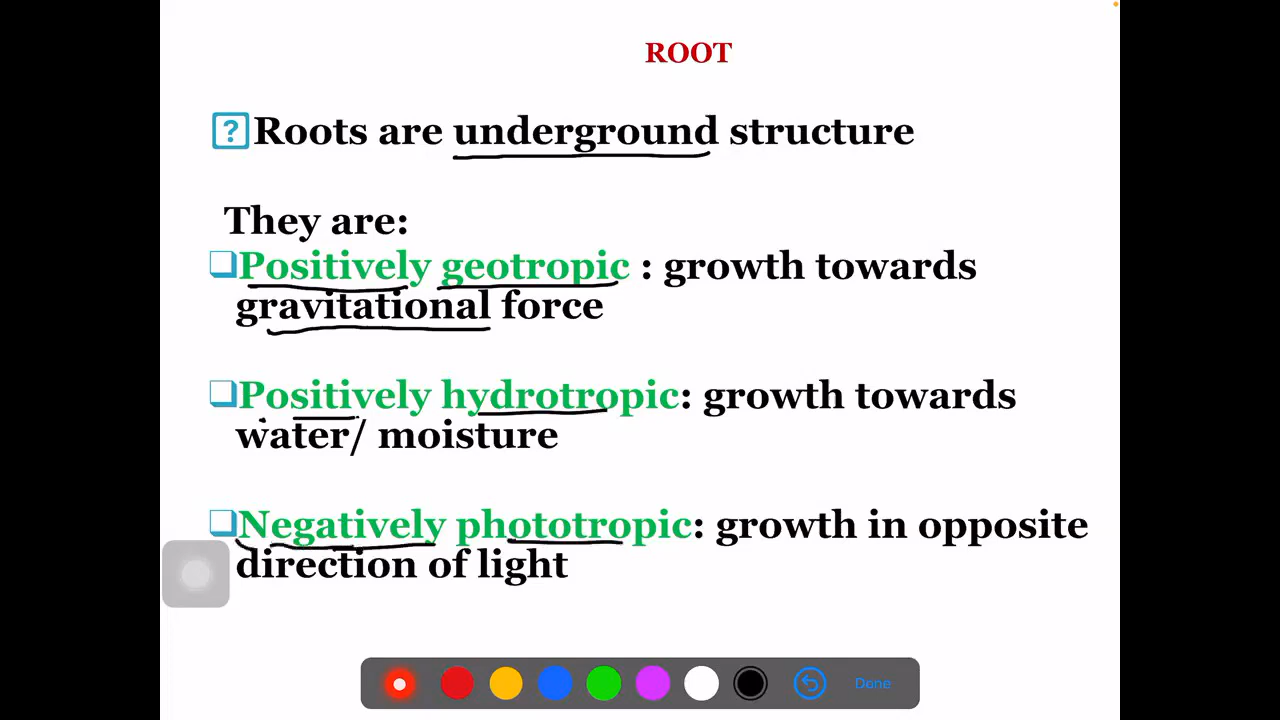 ROOT
Roots are underground structure
They are:
Positively geotropic : growth towards
gravitational force
Positively hydrotropic: growth towards
water/ moisture
Negatively phototropic: growth in opposite
direction of light
Done